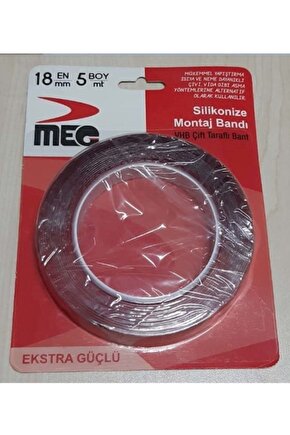 18 EN mm 5 BOY mt
MEG
MÜKEMMEL YAPIŞTIRMA
ISIYA VE NEME DAYANIKLI
ÇİVİ, VİDA GİBİ ASMA
YÖNTEMLERİNE ALTERNATİF
OLARAK KULLANILIR
Silikonize
Montaj Bandı
VHB Çift Taraflı Bant
EKSTRA GÜÇLÜ